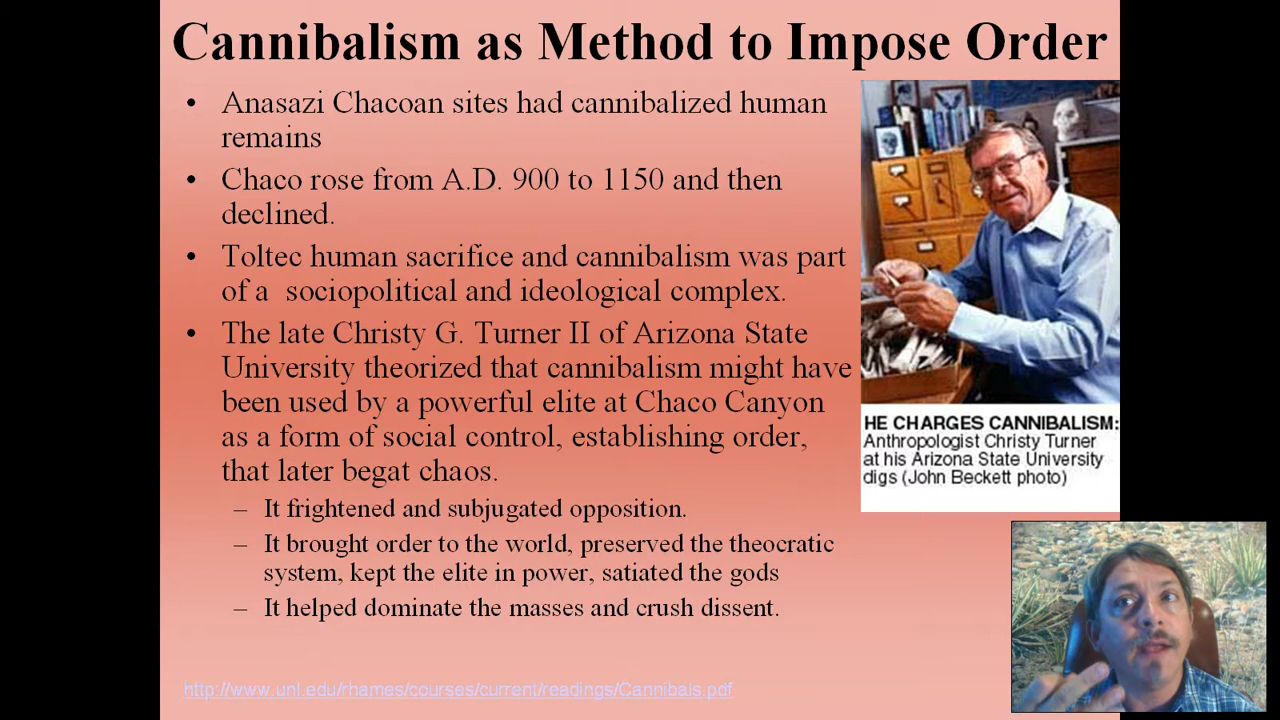 Cannibalism as Method to Impose Order
• Anasazi Chacoan sites had cannibalized human
remains
• Chaco rose from A.D. 900 to 1150 and then
declined.
• Toltec human sacrifice and cannibalism was part
of a  sociopolitical and ideological complex.
• The late Christy G. Turner II of Arizona State
University theorized that cannibalism might have
been used by a powerful elite at Chaco Canyon
as a form of social control, establishing order,
that later begat chaos.
– It frightened and subjugated opposition.
– It brought order to the world, preserved the theocratic
system, kept the elite in power, satiated the gods
– It helped dominate the masses and crush dissent.
HE CHARGES CANNIBALISM:
Anthropologist Christy Turner
at his Arizona State University
digs (John Beckett photo)
http://www.unl.edu/rhames/courses/current/readings/Cannibals.pdf